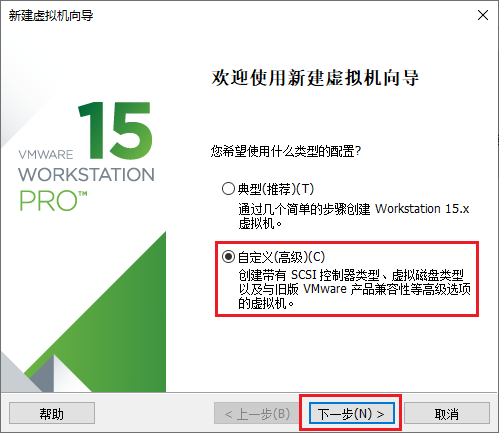 新建虚拟机向导
欢迎使用新建虚拟机向导
VMWARE 15
WORKSTATION
PRO™
您希望使用什么类型的配置?
典型(推荐)(T)
通过几个简单的步骤创建 Workstation 15.x
虚拟机。
自定义(高级)(C)
创建带有 SCSI 控制器类型、虚拟磁盘类型
以及与旧版 VMware 产品兼容性等高级选项
的虚拟机。
帮助
< 上一步(B)
下一步(N) >
取消